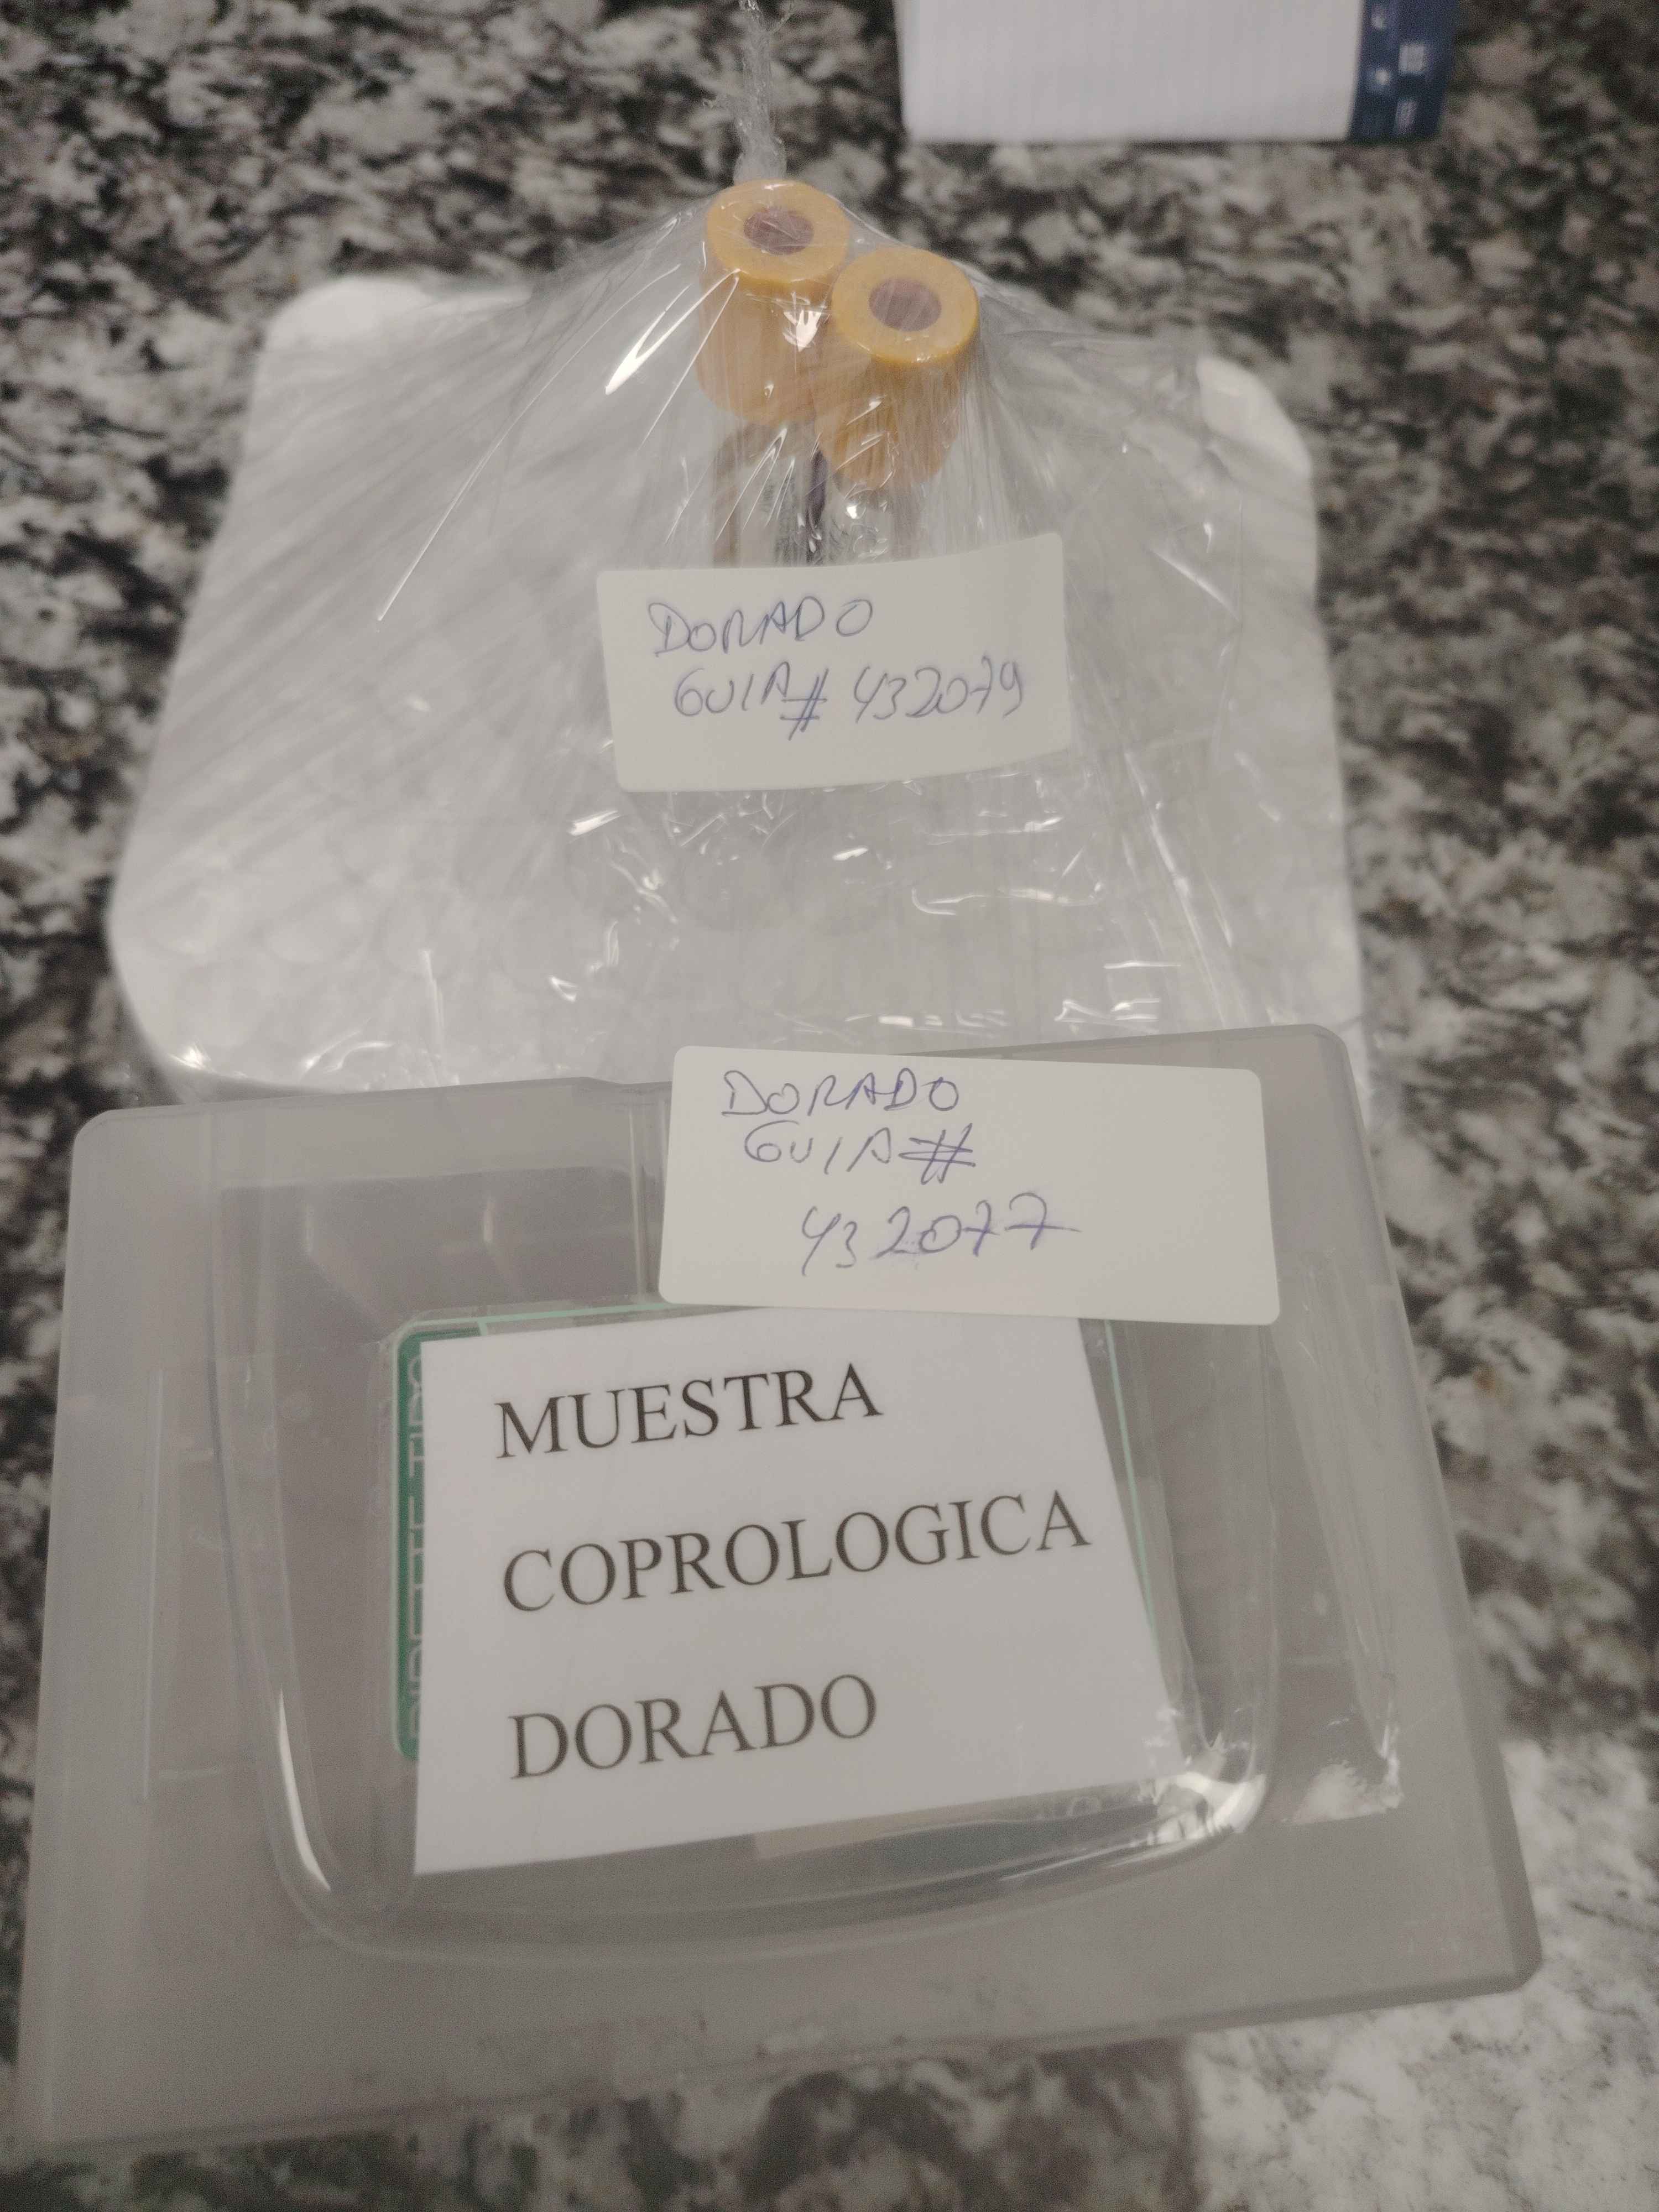 DORADO
GUIA# 432079
DORADO
GUIA#
432077
MUESTRA
COPROLOGICA
DORADO